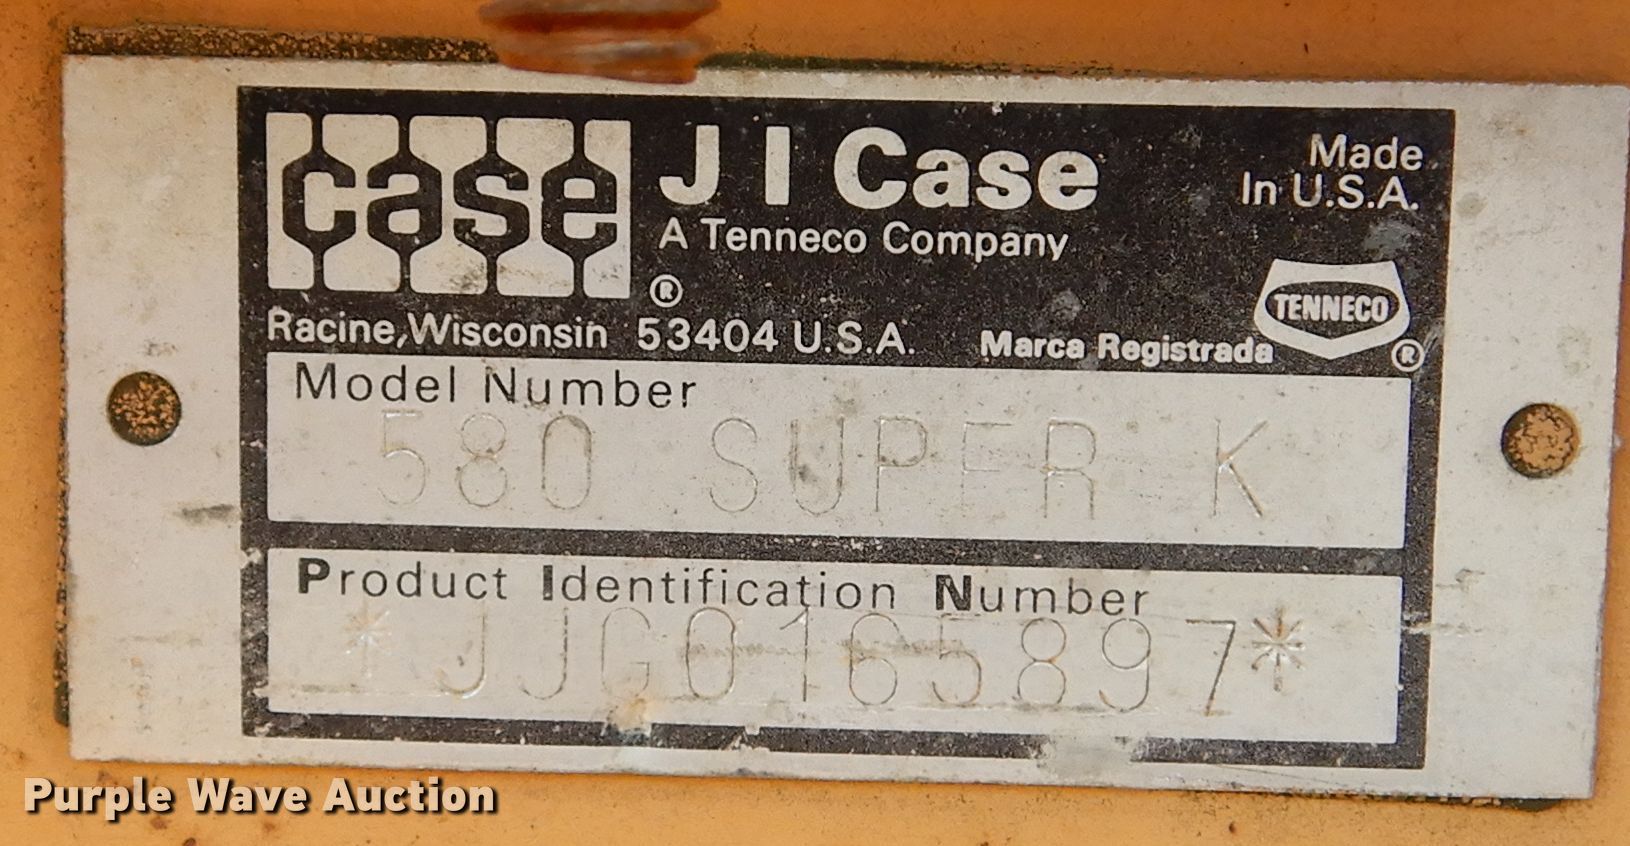 case
J I Case
A Tenneco Company
Made
In U.S.A.
®
TENNECO
Racine, Wisconsin 53404 U.S.A.
Marca Registrada
®
Model Number
580 SUPER K
Product Identification Number
*JJG0165897*
Purple Wave Auction